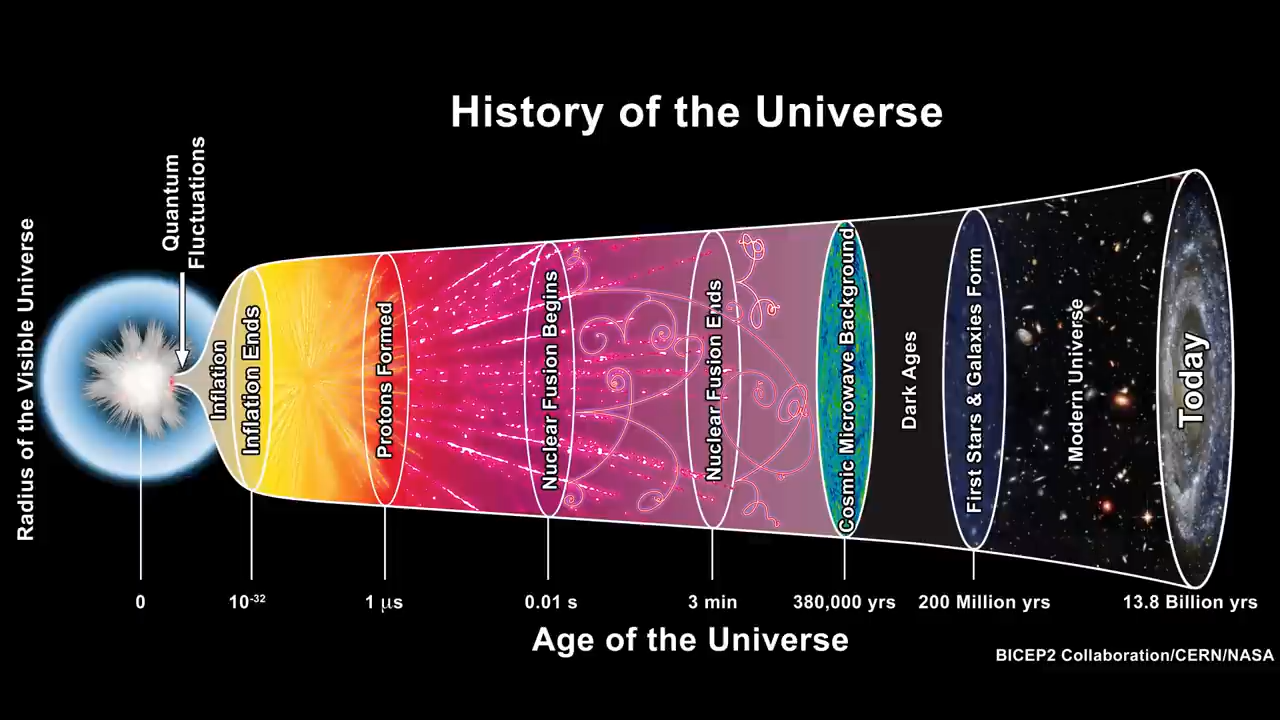 History of the Universe
Radius of the Visible Universe
Quantum
Fluctuations
Inflation
Inflation Ends
Protons Formed
Nuclear Fusion Begins
Nuclear Fusion Ends
Cosmic Microwave Background
Dark Ages
First Stars & Galaxies Form
Modern Universe
Today
0
10⁻³²
1 µs
0.01 s
3 min
380,000 yrs
200 Million yrs
13.8 Billion yrs
Age of the Universe
BICEP2 Collaboration/CERN/NASA